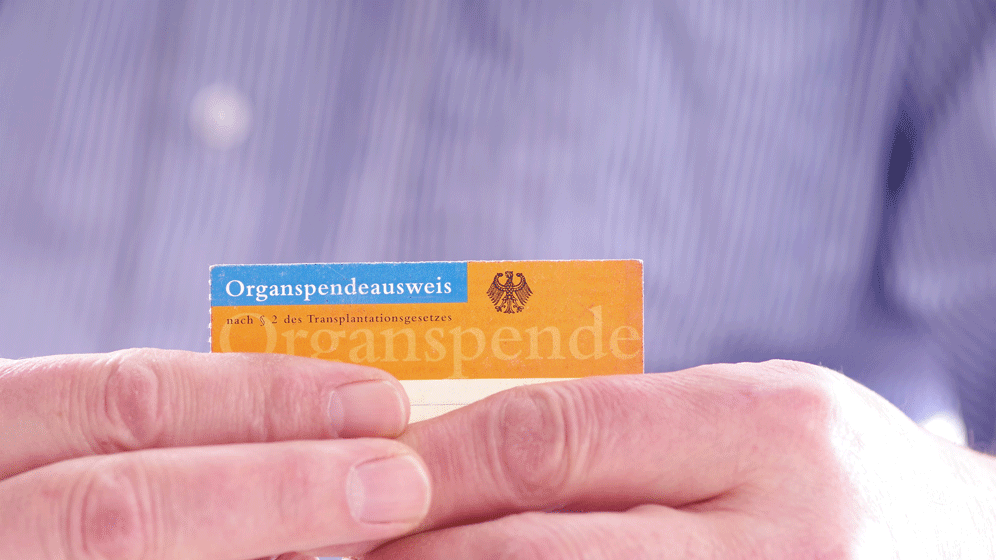 Organspendeausweis
nach § 2 des Transplantationsgesetzes
Organspende